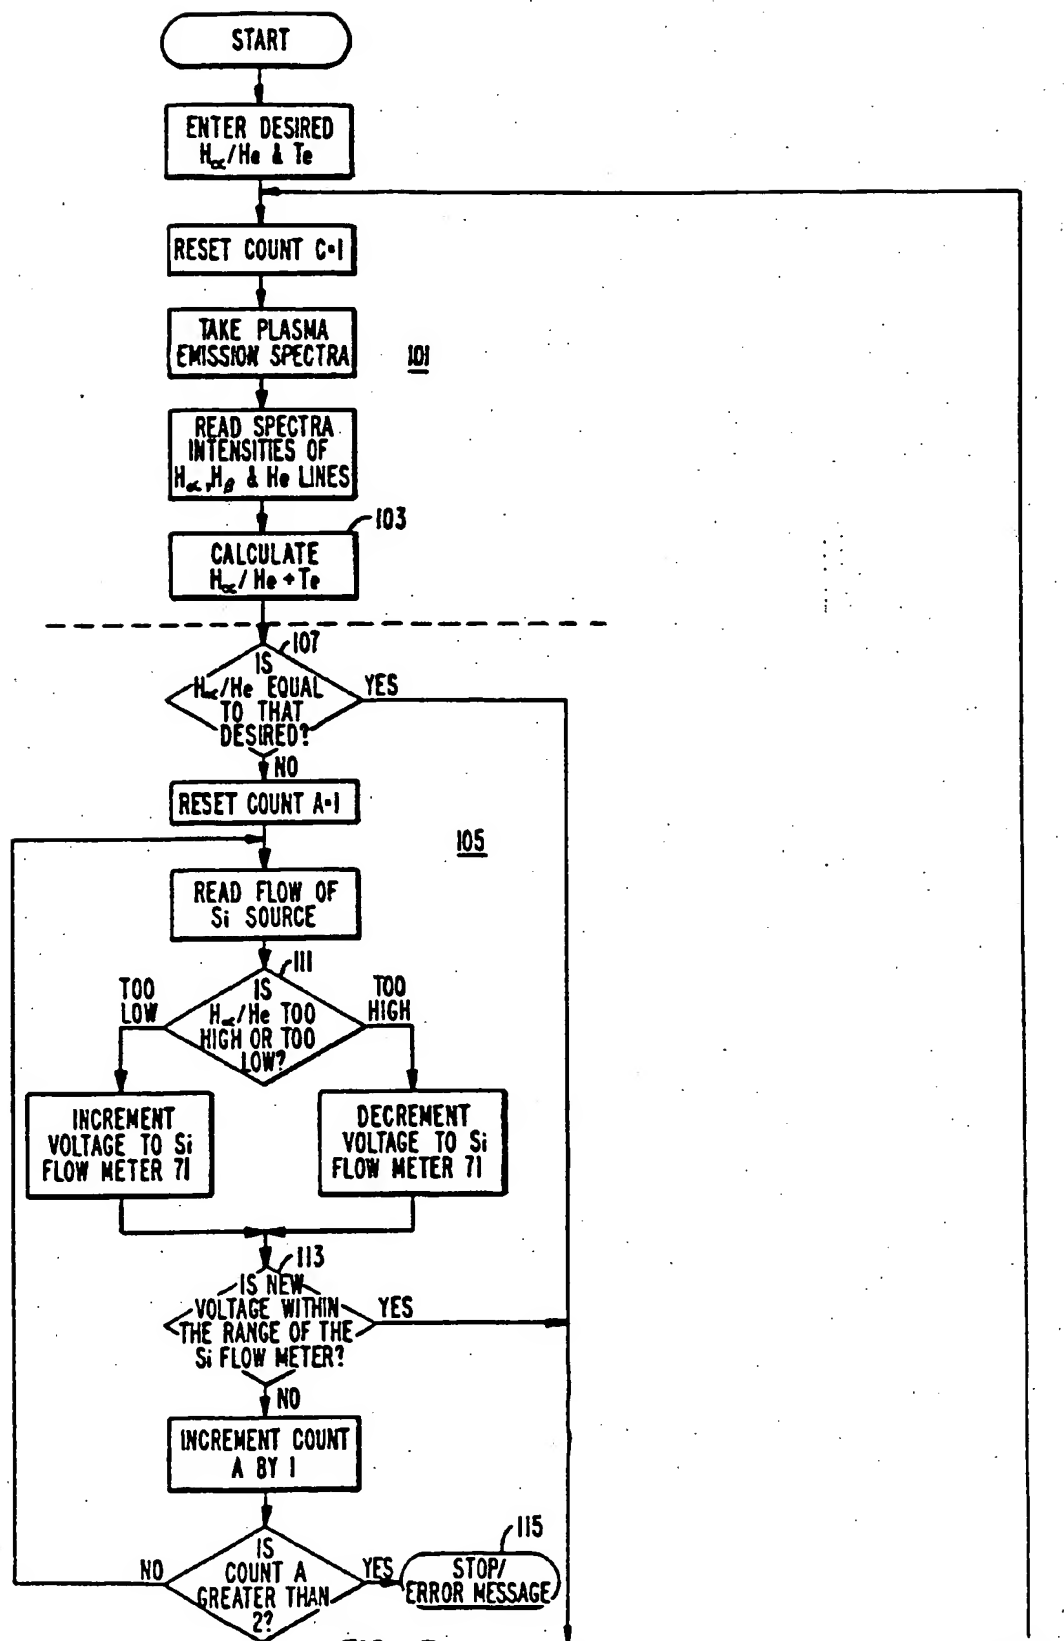 START
ENTER DESIRED
Hα/He & Te
RESET COUNT C=1
TAKE PLASMA
EMISSION SPECTRA
101
READ SPECTRA
INTENSITIES OF
Hα, Hβ & He LINES
103
CALCULATE
Hα/He + Te
107
IS
Hα/He EQUAL
TO THAT
DESIRED?
YES
NO
RESET COUNT A=1
105
READ FLOW OF
Si SOURCE
111
IS
Hα/He TOO
HIGH OR TOO
LOW?
TOO
LOW
TOO
HIGH
INCREMENT
VOLTAGE TO Si
FLOW METER 71
DECREMENT
VOLTAGE TO Si
FLOW METER 71
113
IS NEW
VOLTAGE WITHIN
THE RANGE OF THE
Si FLOW METER?
YES
NO
INCREMENT COUNT
A BY 1
IS
COUNT A
GREATER THAN
2?
NO
YES
115
STOP/
ERROR MESSAGE